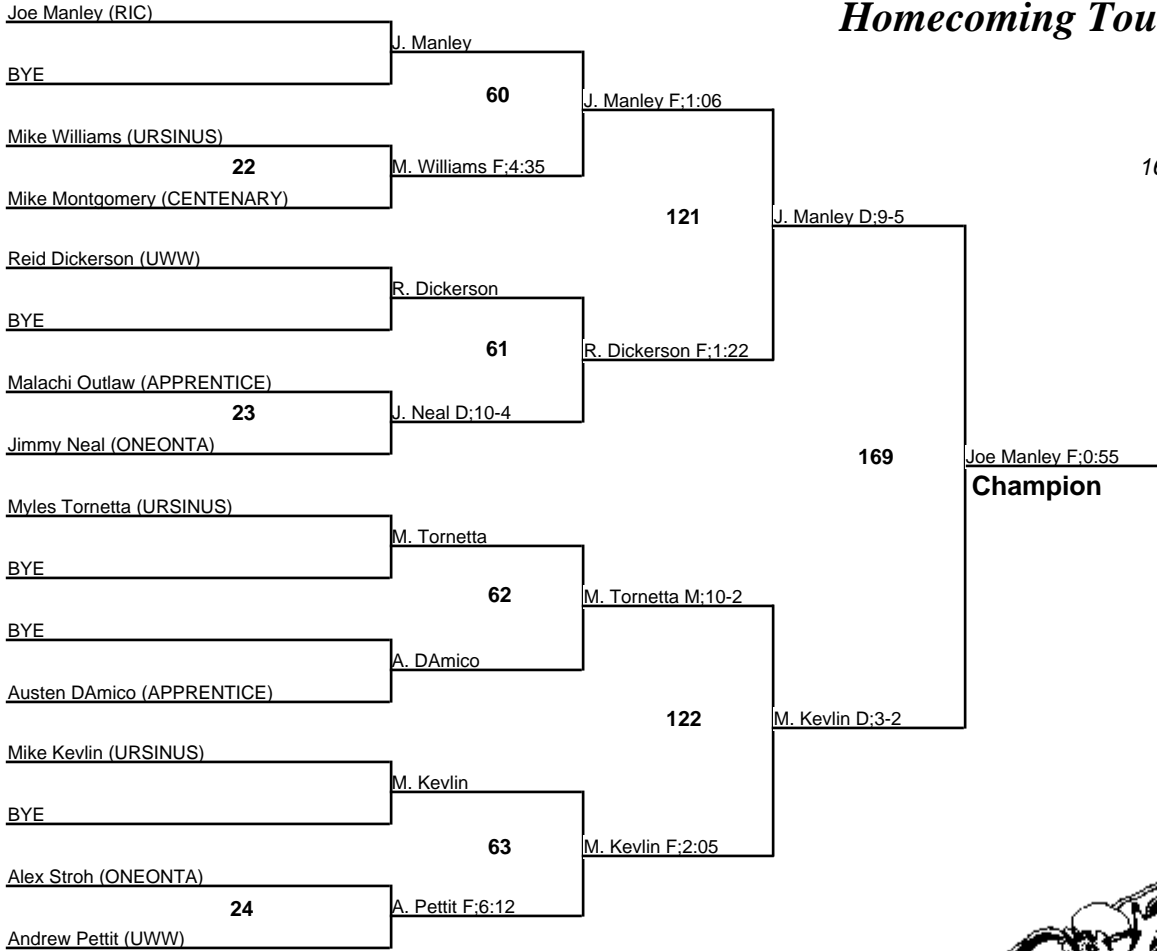 Homecoming Tou
Joe Manley (RIC)
J. Manley
BYE
60
J. Manley F;1:06
Mike Williams (URSINUS)
22
M. Williams F;4:35
16
Mike Montgomery (CENTENARY)
121
J. Manley D;9-5
Reid Dickerson (UWW)
R. Dickerson
BYE
61
R. Dickerson F;1:22
Malachi Outlaw (APPRENTICE)
23
J. Neal D;10-4
Jimmy Neal (ONEONTA)
169
Joe Manley F;0:55
Champion
Myles Tornetta (URSINUS)
M. Tornetta
BYE
62
M. Tornetta M;10-2
BYE
A. DAmico
Austen DAmico (APPRENTICE)
122
M. Kevlin D;3-2
Mike Kevlin (URSINUS)
M. Kevlin
BYE
63
M. Kevlin F;2:05
Alex Stroh (ONEONTA)
24
A. Pettit F;6:12
Andrew Pettit (UWW)